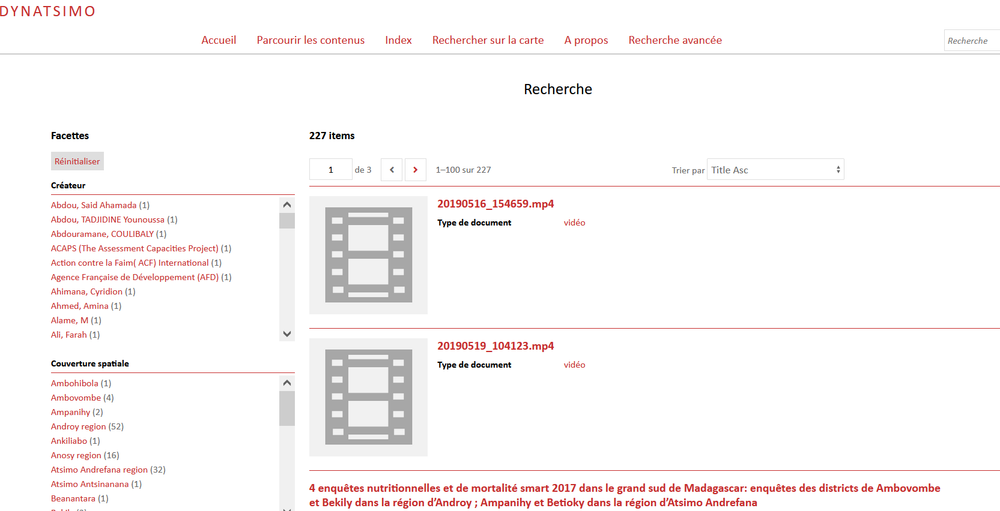 DYNATSIMO
Accueil Parcourir les contenus Index Rechercher sur la carte A propos Recherche avancée Recherche
Recherche
Facettes
Réinitialiser
Créateur
Abdou, Said Ahamada (1)
Abdou, TADJIDINE Younoussa (1)
Abdouramane, COULIBALY (1)
ACAPS (The Assessment Capacities Project) (1)
Action contre la Faim( ACF) International (1)
Agence Française de Développement (AFD) (1)
Ahimana, Cyridion (1)
Ahmed, Amina (1)
Alame, M (1)
Ali, Farah (1)
Couverture spatiale
Ambohibola (1)
Ambovombe (4)
Ampanihy (2)
Androy region (52)
Ankiliabo (1)
Anosy region (16)
Atsimo Andrefana region (32)
Atsimo Antsinanana (1)
Beanantara (1)
227 items
1 de 3 1–100 sur 227 Trier par Title Asc
20190516_154659.mp4
Type de document vidéo
20190519_104123.mp4
Type de document vidéo
4 enquêtes nutritionnelles et de mortalité smart 2017 dans le grand sud de Madagascar: enquêtes des districts de Ambovombe
et Bekily dans la région d’Androy ; Ampanihy et Betioky dans la région d’Atsimo Andrefana